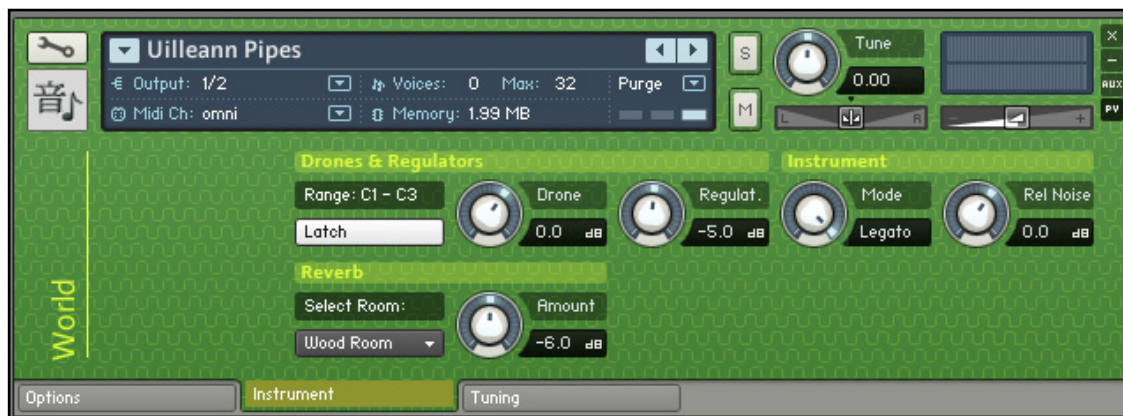 Uilleann Pipes
Output: 1/2
Voices: 0 Max: 32
Purge
Midi Ch: omni
Memory: 1.99 MB
S
M
Tune
0.00
L R
- +
×
-
AUX
PV
音♪
World
Drones & Regulators
Range: C1 - C3
Latch
Drone
0.0 dB
Regulat.
-5.0 dB
Instrument
Mode
Legato
Rel Noise
0.0 dB
Reverb
Select Room:
Wood Room
Amount
-6.0 dB
Options
Instrument
Tuning